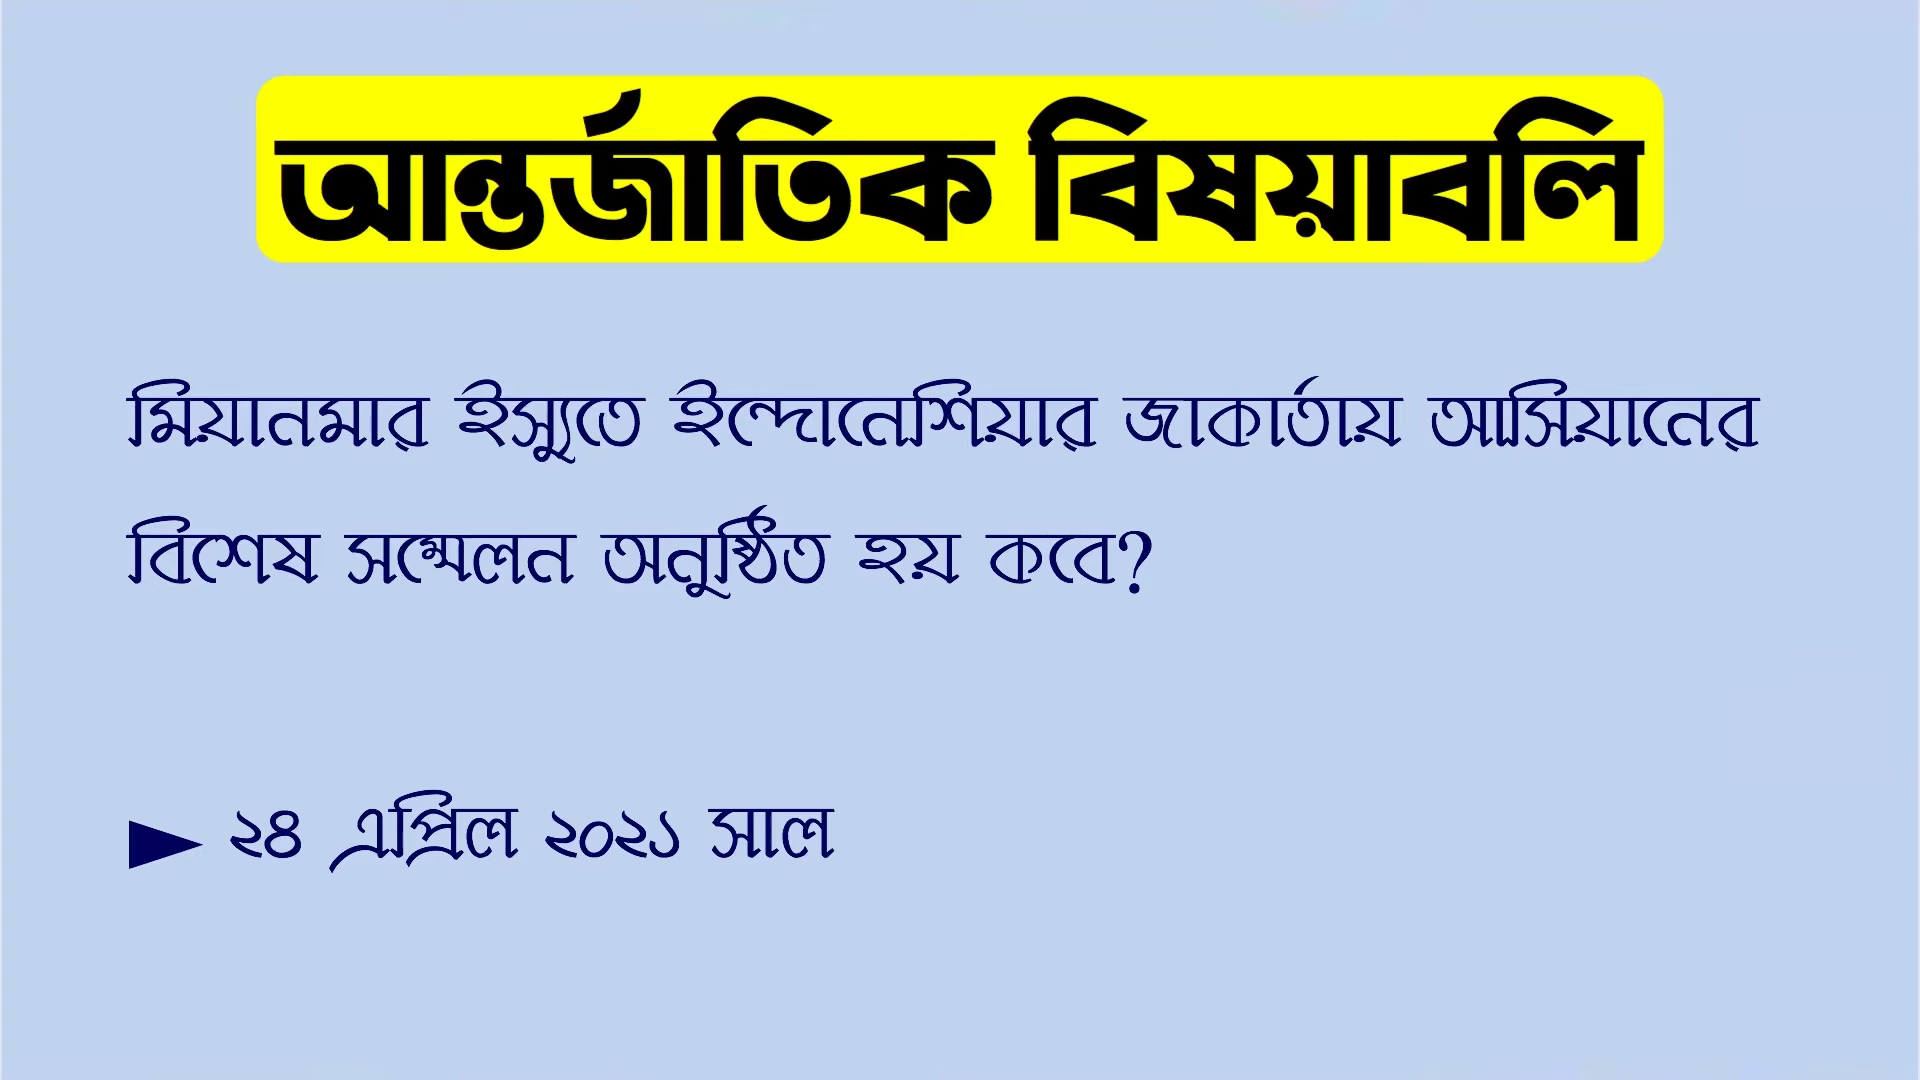 আন্তর্জাতিক বিষয়াবলি
মিয়ানমার ইস্যুতে ইন্দোনেশিয়ার জাকার্তায় আসিয়ানের
বিশেষ সম্মেলন অনুষ্ঠিত হয় কবে?
► ২৪ এপ্রিল ২০২১ সাল